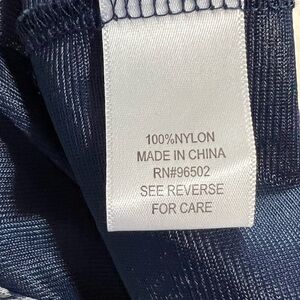 100%NYLON
MADE IN CHINA
RN#96502
SEE REVERSE
FOR CARE